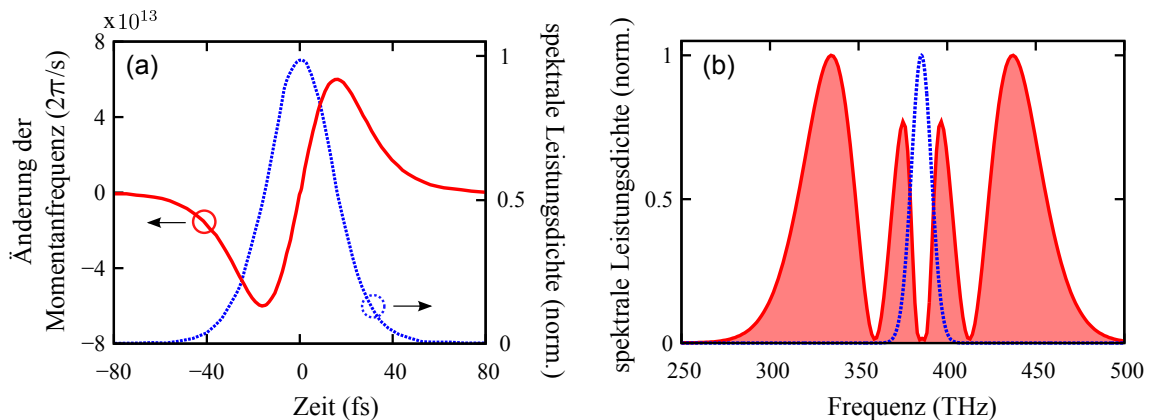 x10¹³
(a)
8
4
0
−4
−8
Änderung der
Momentanfrequenz (2π/s)
−80
−40
0
40
80
Zeit (fs)
1
0.5
0
spektrale Leistungsdichte (norm.)
(b)
1
0.5
0
spektrale Leistungsdichte (norm.)
250
300
350
400
450
500
Frequenz (THz)